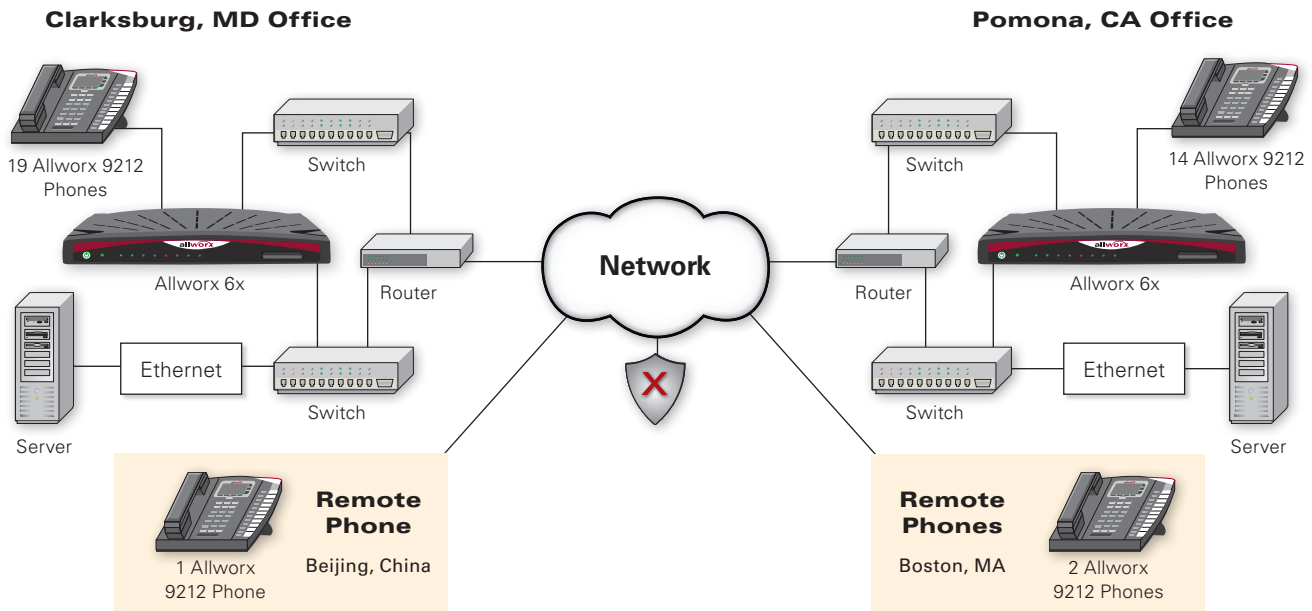 Clarksburg, MD Office
Pomona, CA Office
19 Allworx 9212
Phones
Switch
allworx
Allworx 6x
Router
Server
Ethernet
Switch
Network
X
Switch
14 Allworx 9212
Phones
allworx
Allworx 6x
Router
Switch
Ethernet
Server
1 Allworx
9212 Phone
Remote
Phone
Beijing, China
Remote
Phones
Boston, MA
2 Allworx
9212 Phones